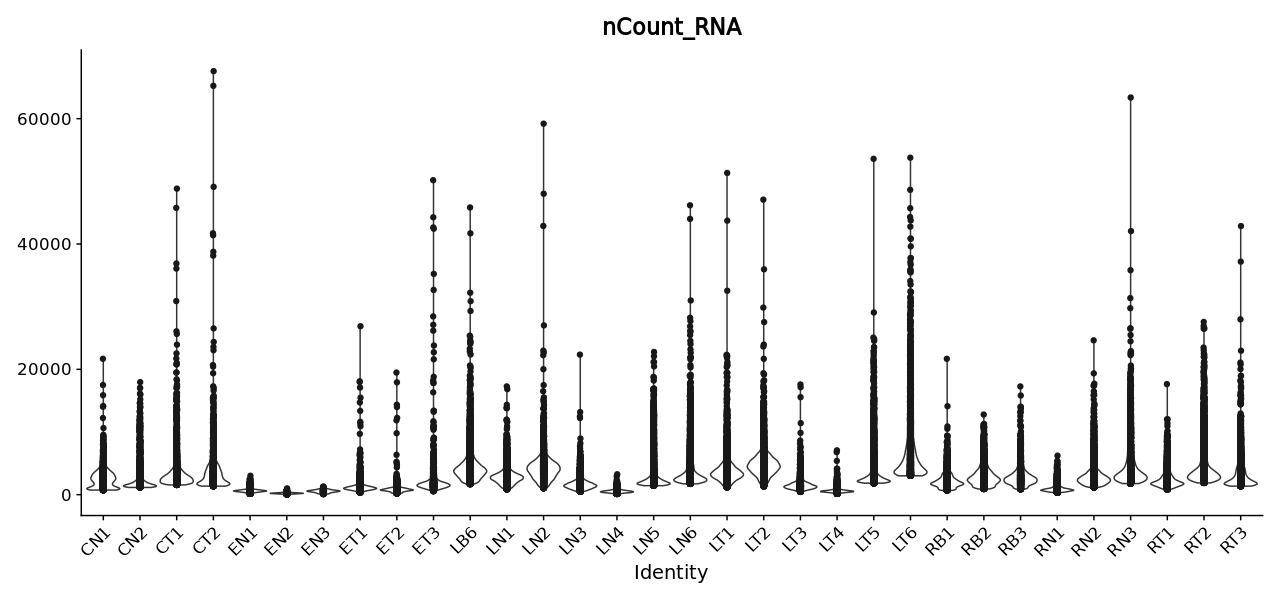 nCount_RNA
60000
40000
20000
0
CN1 CN2 CT1 CT2 EN1 EN2 EN3 ET1 ET2 ET3 LB6 LN1 LN2 LN3 LN4 LN5 LN6 LT1 LT2 LT3 LT4 LT5 LT6 RB1 RB2 RB3 RN1 RN2 RN3 RT1 RT2 RT3
Identity